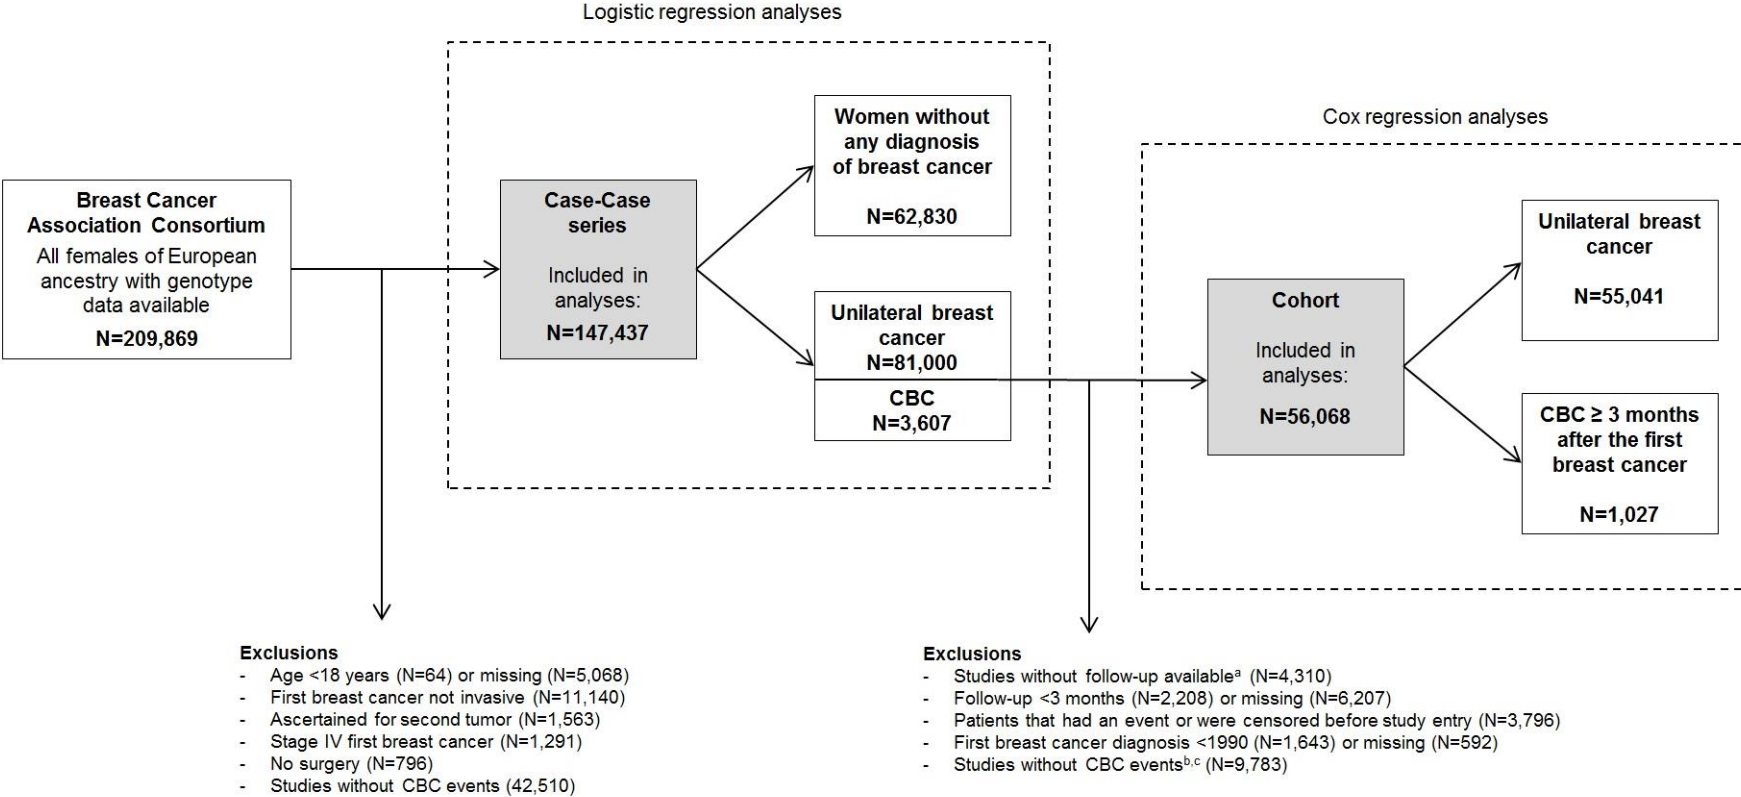 Logistic regression analyses
Breast Cancer
Association Consortium
All females of European
ancestry with genotype
data available
N=209,869
Case-Case
series
Included in
analyses:
N=147,437
Women without
any diagnosis
of breast cancer
N=62,830
Unilateral breast
cancer
N=81,000
CBC
N=3,607
Cox regression analyses
Cohort
Included in
analyses:
N=56,068
Unilateral breast
cancer
N=55,041
CBC ≥ 3 months
after the first
breast cancer
N=1,027
Exclusions
- Age <18 years (N=64) or missing (N=5,068)
- First breast cancer not invasive (N=11,140)
- Ascertained for second tumor (N=1,563)
- Stage IV first breast cancer (N=1,291)
- No surgery (N=796)
- Studies without CBC events (42,510)
Exclusions
- Studies without follow-up availableᵃ (N=4,310)
- Follow-up <3 months (N=2,208) or missing (N=6,207)
- Patients that had an event or were censored before study entry (N=3,796)
- First breast cancer diagnosis <1990 (N=1,643) or missing (N=592)
- Studies without CBC eventsᵇ,ᶜ (N=9,783)